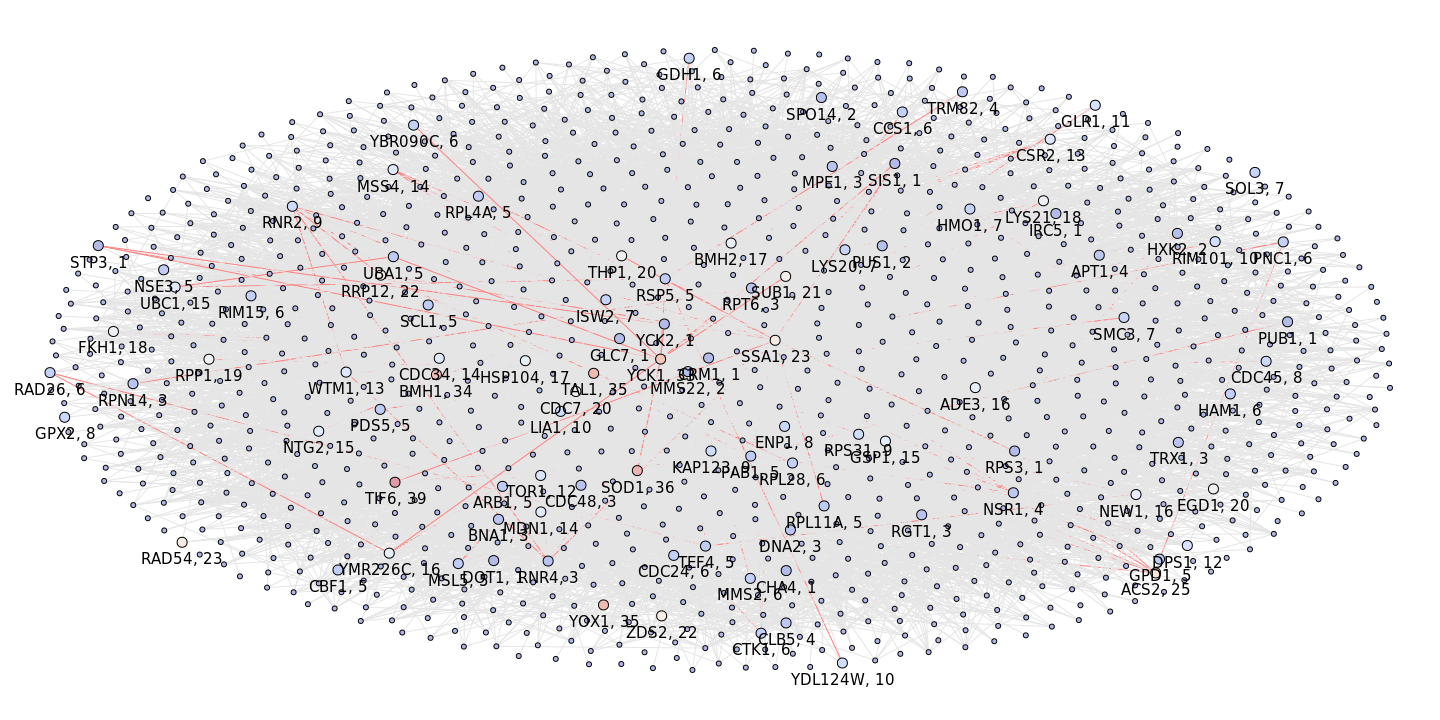 GDH1, 6
TRM82, 4
SPO14, 2
GLR1, 11
CCS1, 6
YBR090C, 6
CSR2, 13
MPE1, 3
SIS1, 1
MSS4, 14
SOL3, 7
RPL4A, 5
LYS21, 18
RNR2, 9
HMO1, 7
IRC5, 1
HXK2, 2
BMH2, 17
RIM101, 10
PNC1, 6
STP3, 1
PUS1, 2
LYS20, 7
THP1, 20
UBA1, 5
APT1, 4
NSE3, 5
RRP12, 22
SUB1, 21
RSP5, 5
UBC1, 15
RPT6, 3
PIM15, 6
ISW2, 7
SCL1, 5
SMC3, 7
YCK2, 1
PUB1, 1
FKH1, 18
GLC7, 1
SSA1, 23
RPP1, 19
CDC34, 14
HSP104, 17
YCK1, 33
CDC45, 8
RAD26, 6
WTM1, 13
TAL1, 35
MMS22, 2
BMH1, 34
RPN14, 3
ADE3, 16
CDC7, 20
HAM1, 6
PDS5, 5
LIA1, 10
GPX2, 8
ENP1, 8
NTG2, 15
RPS31, 9
GSP1, 15
TRX1, 3
KAP123, 9
RPS3, 1
PAB1, 5
RPL28, 6
SOD1, 36
TOR1, 12
TIF6, 39
ARB1, 5
CDC48, 3
EGD1, 20
NSR1, 4
NEW1, 16
RPL11A, 5
MDN1, 14
RGT1, 3
BNA1, 3
DNA2, 3
RAD54, 23
TEF4, 5
DPS1, 12
YMR226C, 16
CDC24, 6
GPD1, 5
RNR4, 3
CBF1, 5
CHA4, 1
ACS2, 25
MMS2, 6
YOX1, 35
ZDS2, 22
CLB5, 4
CTK1, 6
YDL124W, 10